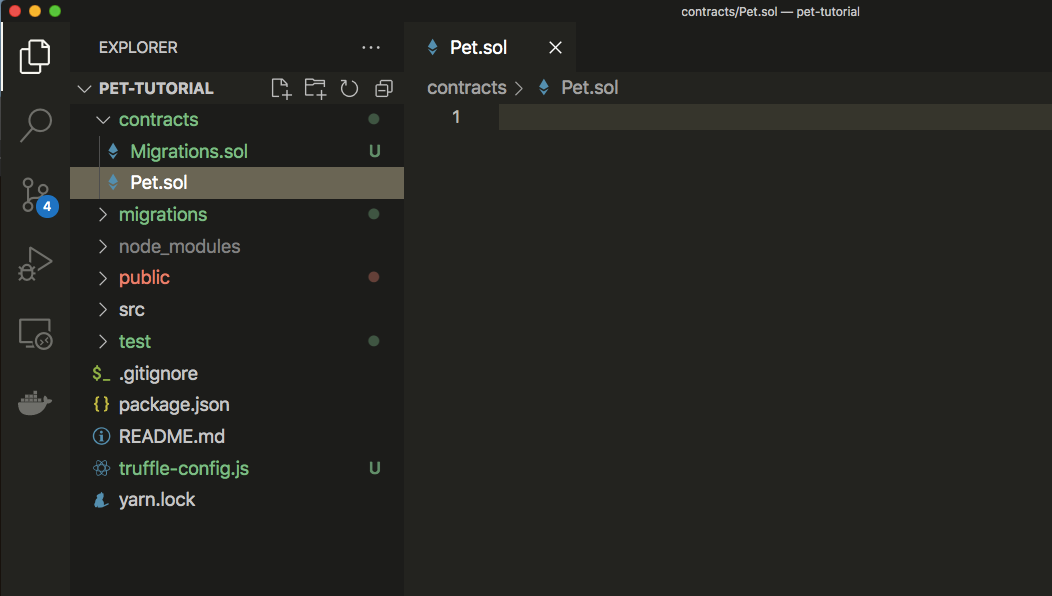 contracts/Pet.sol — pet-tutorial
EXPLORER
PET-TUTORIAL
contracts
Migrations.sol U
Pet.sol
migrations
node_modules
public
src
test
$_ .gitignore
{} package.json
README.md
truffle-config.js U
yarn.lock
4
Pet.sol
contracts > Pet.sol
1